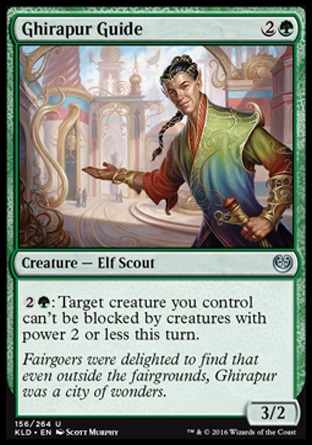 Ghirapur Guide 2
Creature — Elf Scout
2 : Target creature you control
can't be blocked by creatures with
power 2 or less this turn.
Fairgoers were delighted to find that
even outside the fairgrounds, Ghirapur
was a city of wonders.
3/2
156/264 U
KLD • EN Scott Murphy
™ & © 2016 Wizards of the Coast